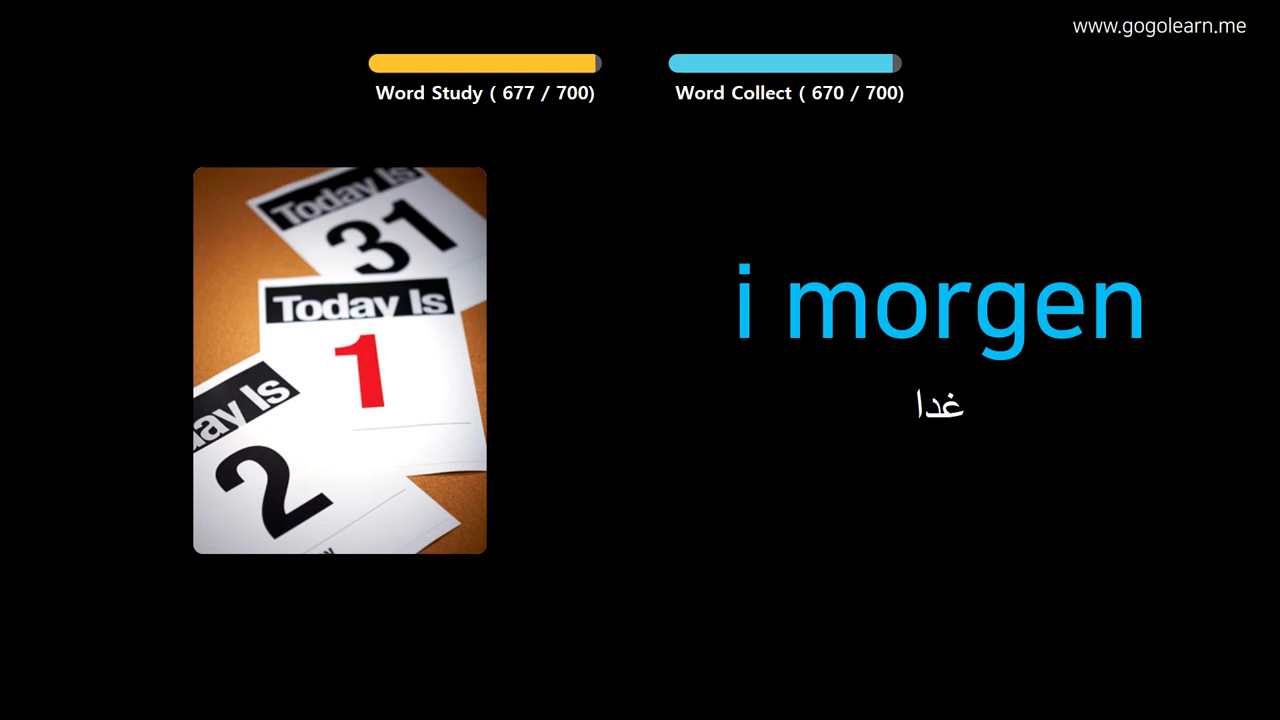 www.gogolearn.me
Word Study ( 677 / 700)
Word Collect ( 670 / 700)
Today Is
31
Today Is
1
ay Is
2
i morgen
غدا